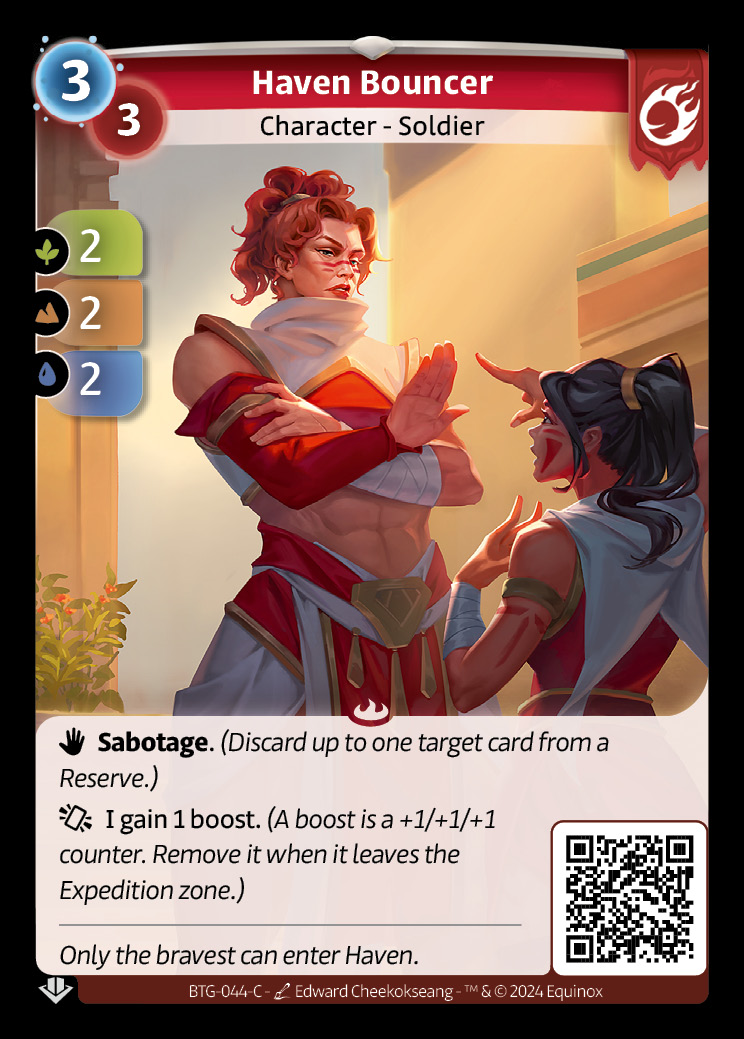 3
Haven Bouncer
3
Character - Soldier
2
2
2
Sabotage. (Discard up to one target card from a
Reserve.)
I gain 1 boost. (A boost is a +1/+1/+1
counter. Remove it when it leaves the
Expedition zone.)
Only the bravest can enter Haven.
BTG-044-C - Edward Cheekokseang - ™ & © 2024 Equinox